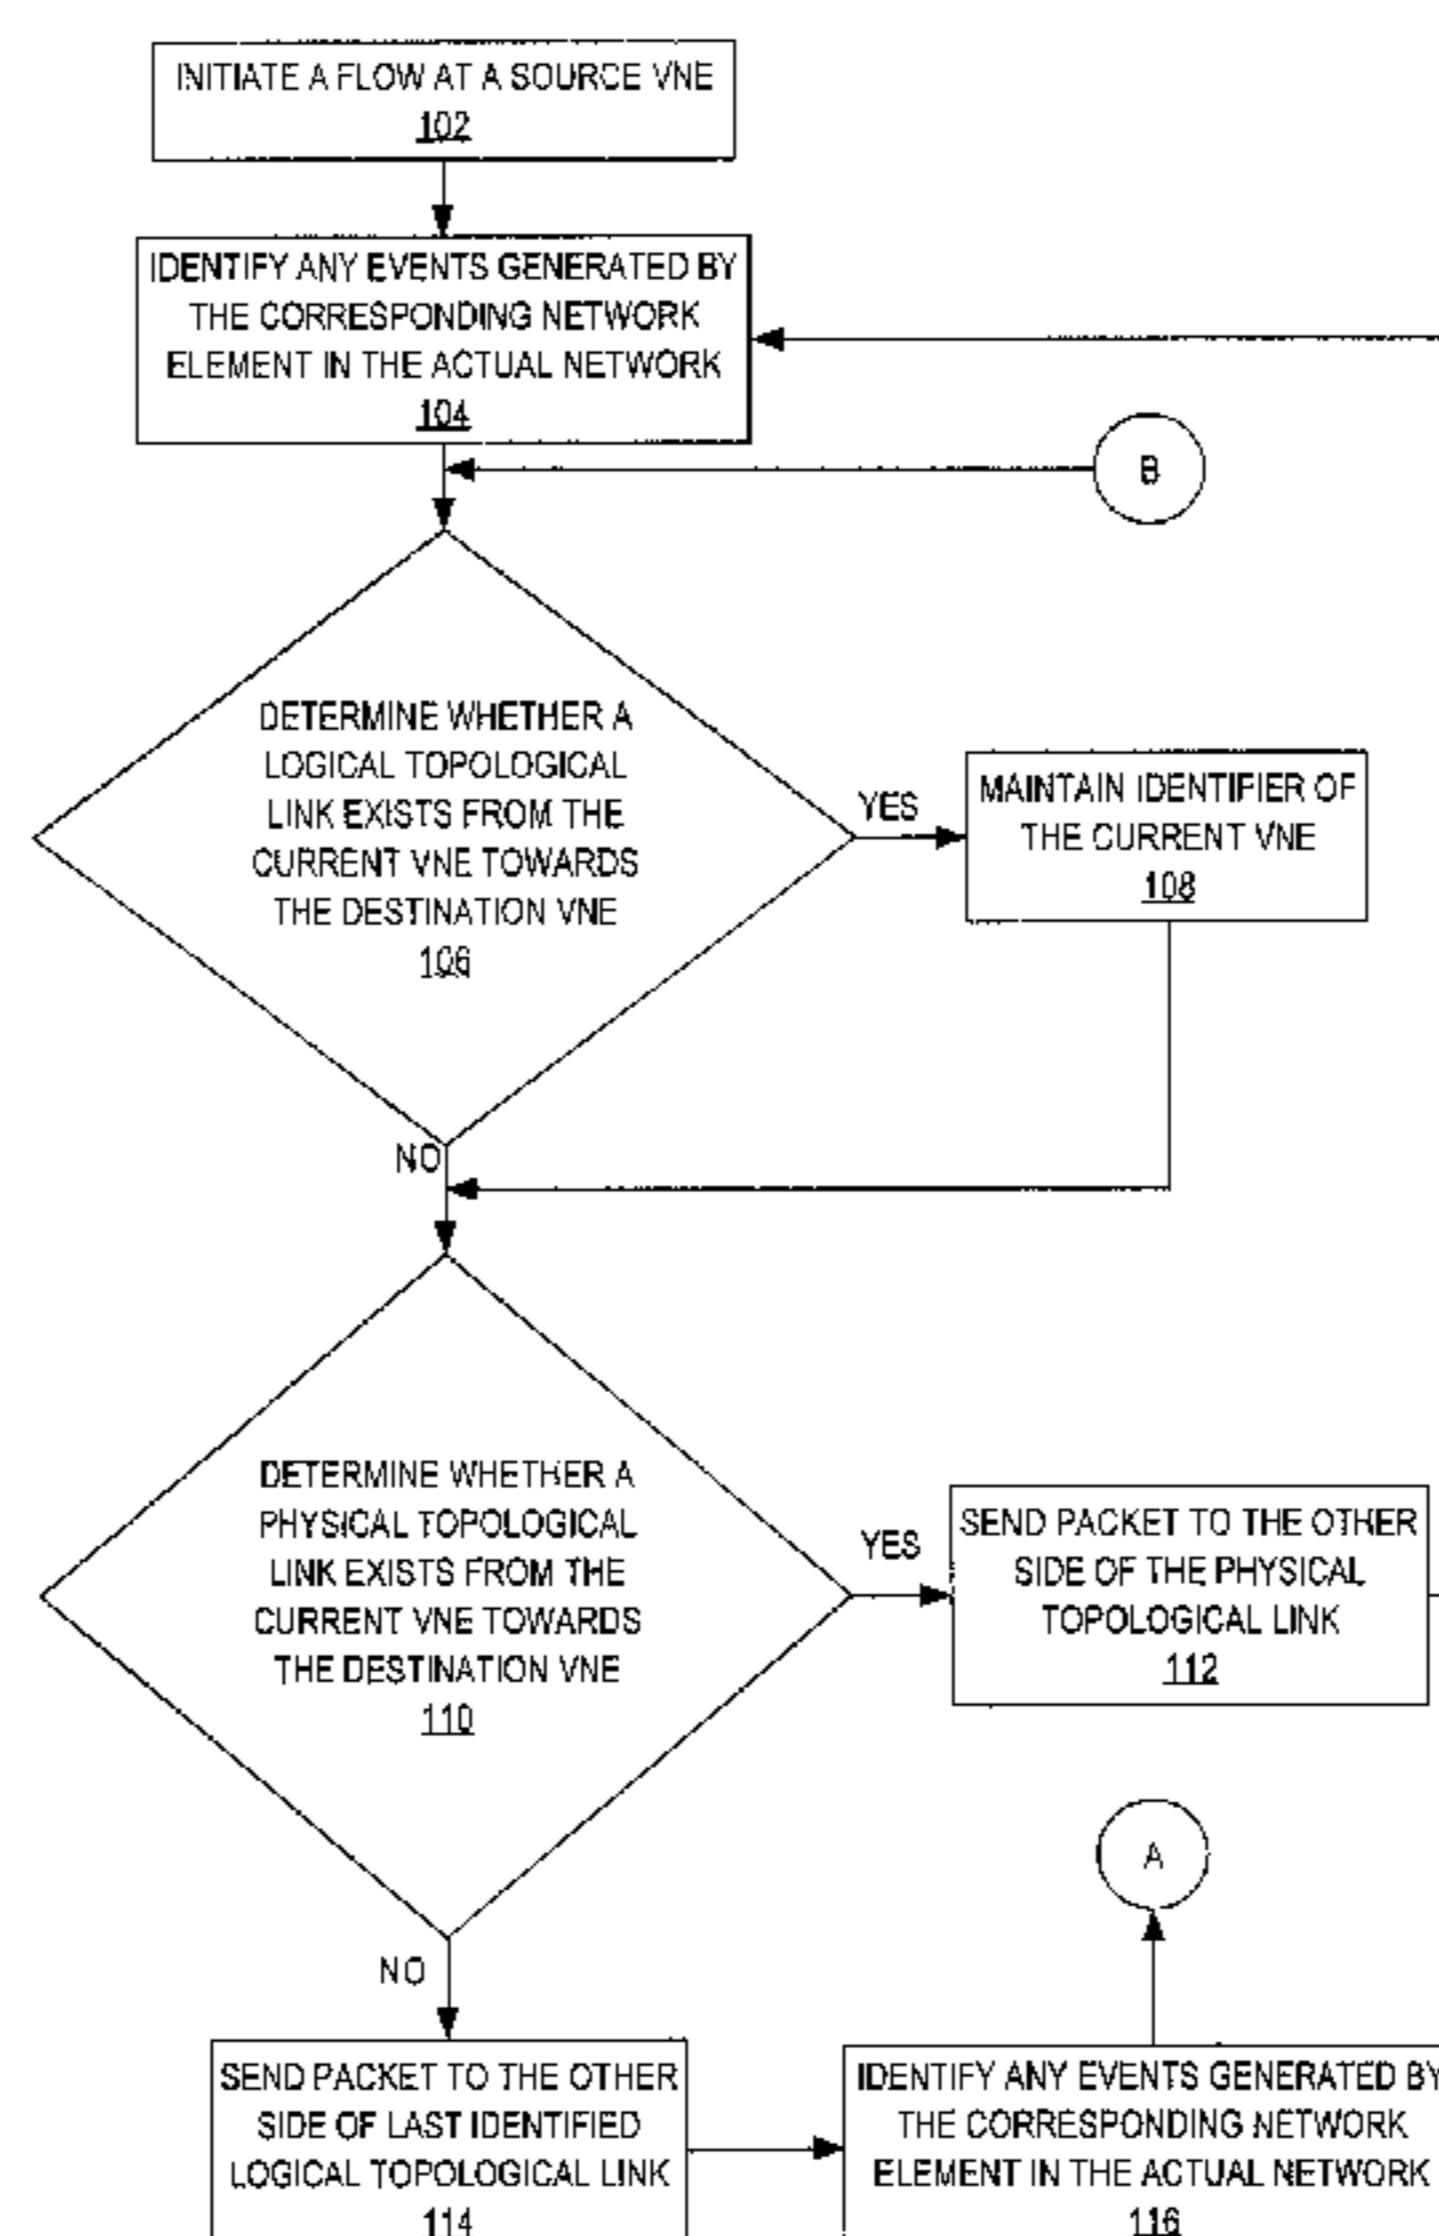 INITIATE A FLOW AT A SOURCE VNE
102
IDENTIFY ANY EVENTS GENERATED BY
THE CORRESPONDING NETWORK
ELEMENT IN THE ACTUAL NETWORK
104
B
DETERMINE WHETHER A
LOGICAL TOPOLOGICAL
LINK EXISTS FROM THE
CURRENT VNE TOWARDS
THE DESTINATION VNE
106
YES
MAINTAIN IDENTIFIER OF
THE CURRENT VNE
108
NO
DETERMINE WHETHER A
PHYSICAL TOPOLOGICAL
LINK EXISTS FROM THE
CURRENT VNE TOWARDS
THE DESTINATION VNE
110
YES
SEND PACKET TO THE OTHER
SIDE OF THE PHYSICAL
TOPOLOGICAL LINK
112
A
NO
SEND PACKET TO THE OTHER
SIDE OF LAST IDENTIFIED
LOGICAL TOPOLOGICAL LINK
114
IDENTIFY ANY EVENTS GENERATED BY
THE CORRESPONDING NETWORK
ELEMENT IN THE ACTUAL NETWORK
116